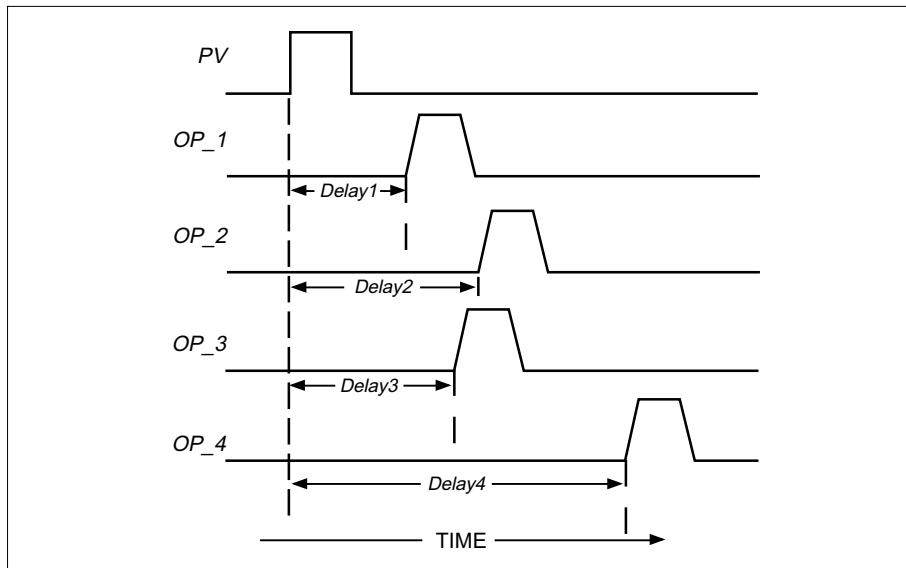 PV
OP_1
Delay1
OP_2
Delay2
OP_3
Delay3
OP_4
Delay4
TIME